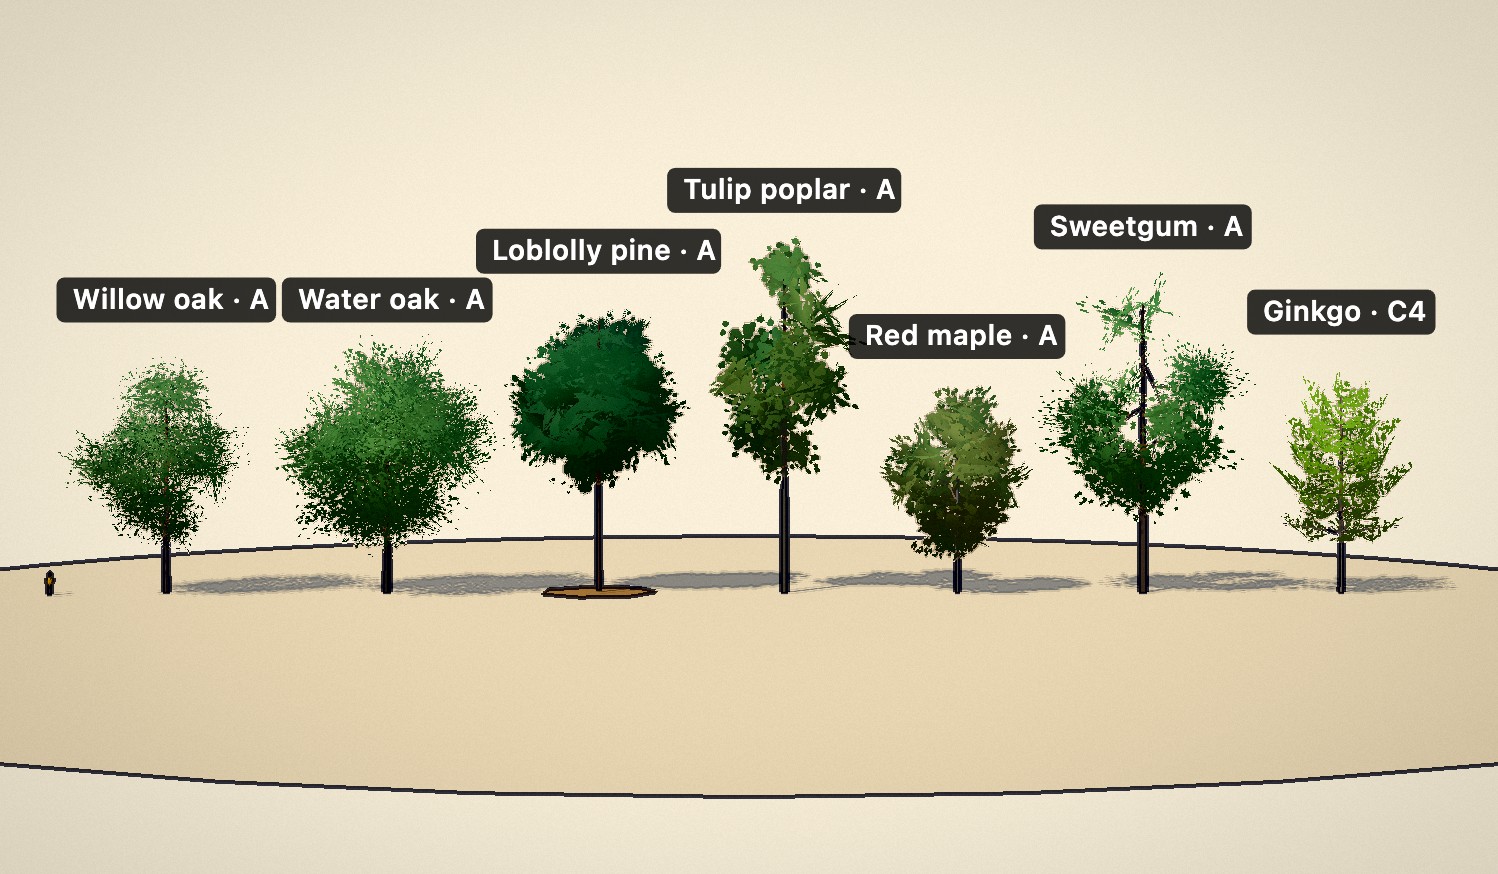 Willow oak · A
Water oak · A
Loblolly pine · A
Tulip poplar · A
Red maple · A
Sweetgum · A
Ginkgo · C4